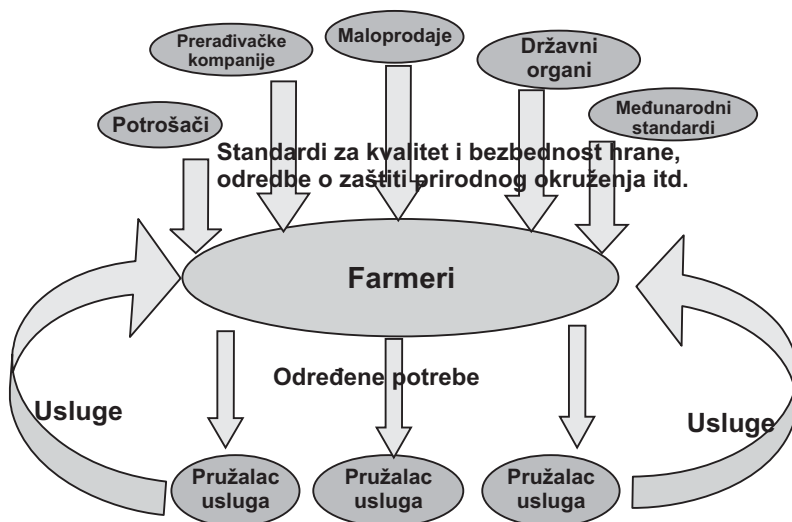 Prerađivačke
kompanije
Maloprodaje
Državni
organi
Potrošači
Međunarodni
standardi
Standardi za kvalitet i bezbednost hrane,
odredbe o zaštiti prirodnog okruženja itd.
Farmeri
Određene potrebe
Usluge
Usluge
Pružalac
usluga
Pružalac
usluga
Pružalac
usluga